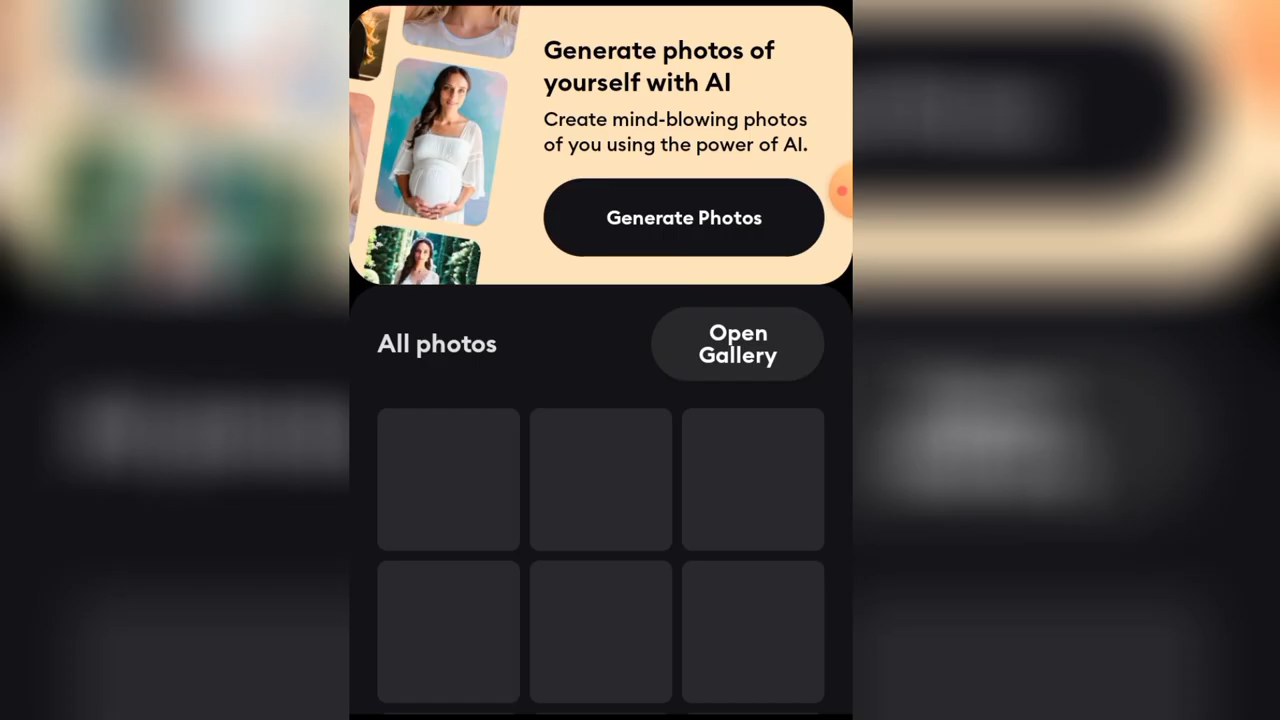 Generate photos of
yourself with AI
Create mind-blowing photos
of you using the power of AI.
Generate Photos
All photos
Open
Gallery